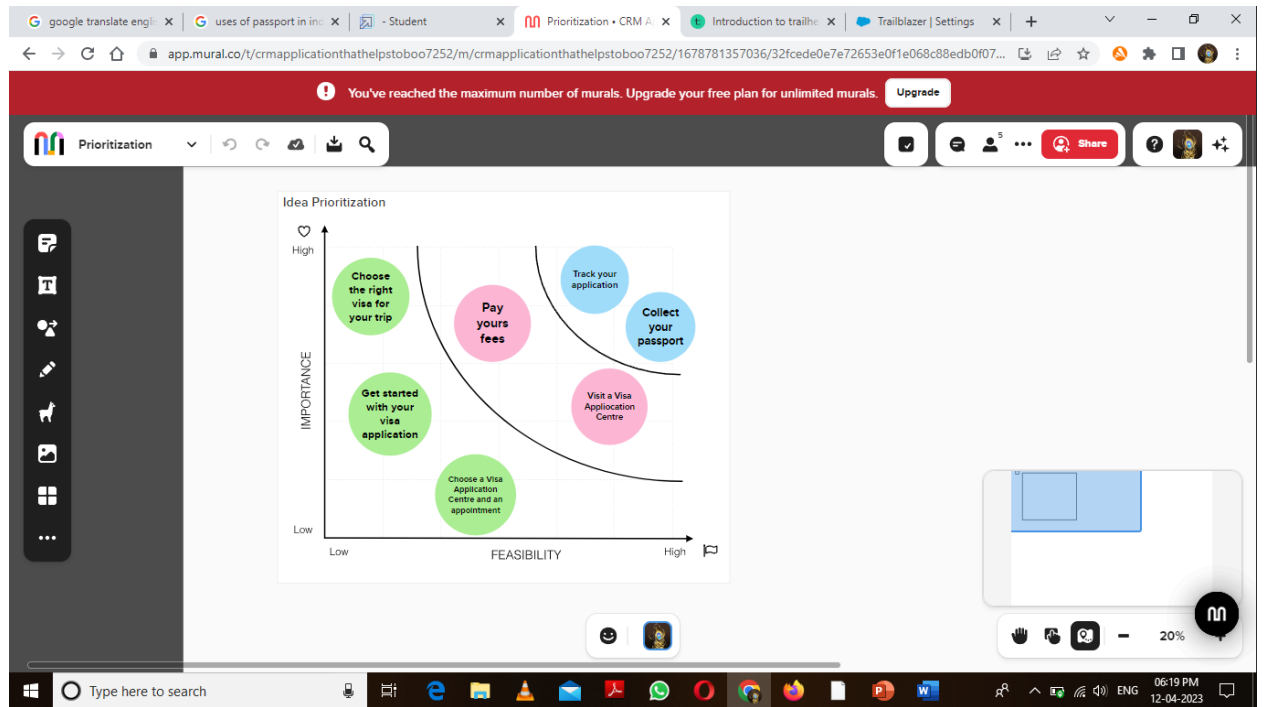 google translate engli
uses of passport in ind
- Student
Prioritization • CRM A
Introduction to trailhe
Trailblazer | Settings
app.mural.co/t/crmapplicationthathelpstoboo7252/m/crmapplicationthathelpstoboo7252/1678781357036/32fcede0e7e72653e0f1e068c88edb0f07...
You've reached the maximum number of murals. Upgrade your free plan for unlimited murals.
Upgrade
Prioritization
5
Share
Idea Prioritization
High
Choose
the right
visa for
your trip
Pay
yours
fees
Track your
application
Collect
your
passport
IMPORTANCE
Get started
with your
visa
application
Visit a Visa
Appliocation
Centre
Choose a Visa
Application
Centre and an
appointment
Low
Low
FEASIBILITY
High
20%
Type here to search
ENG
06:19 PM
12-04-2023